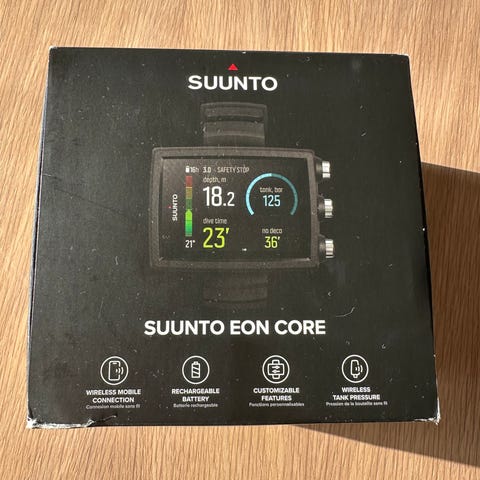 SUUNTO
16h 3.0 - SAFETY STOP
depth, m
18.2
tank, bar
125
SUUNTO
dive time
23'
no deco
36'
21°
SUUNTO EON CORE
WIRELESS MOBILE
CONNECTION
Connexion mobile sans fil
RECHARGEABLE
BATTERY
Batterie rechargeable
CUSTOMIZABLE
FEATURES
Fonctions personnalisables
WIRELESS
TANK PRESSURE
Pression de la bouteille sans fil